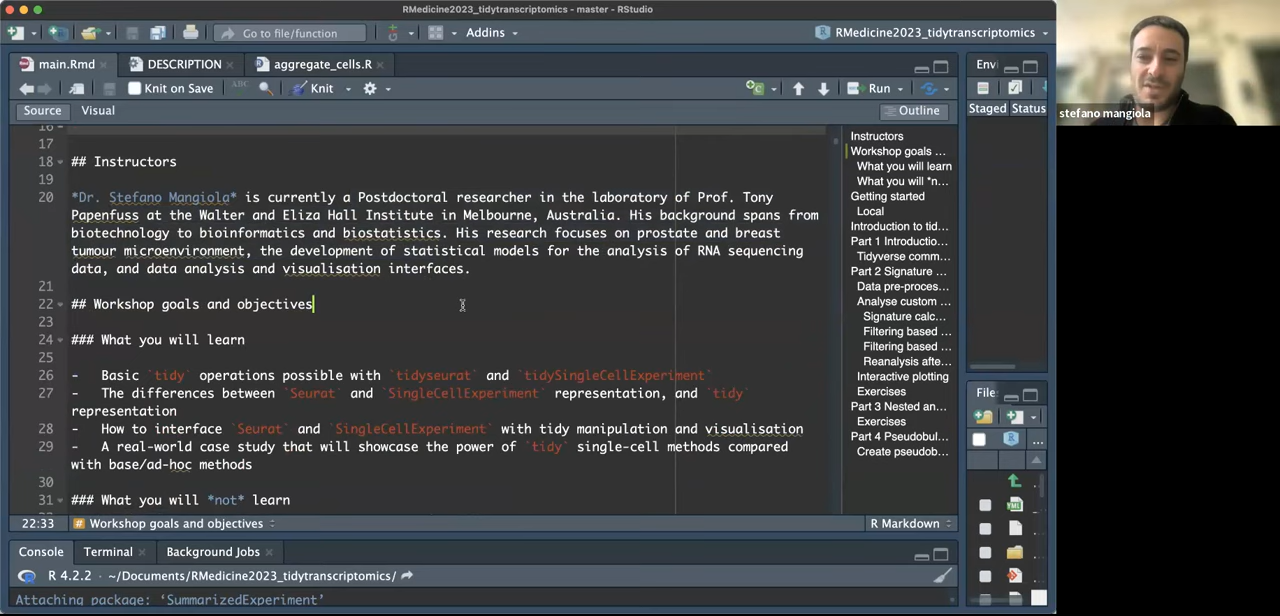 RMedicine2023_tidytranscriptomics - master - RStudio
Go to file/function
Addins
RMedicine2023_tidytranscriptomics
main.Rmd
DESCRIPTION
aggregate_cells.R
Knit on Save
ABC
Knit
Run
Source
Visual
Outline
16
17
18 ## Instructors
19
20 *Dr. Stefano Mangiola* is currently a Postdoctoral researcher in the laboratory of Prof. Tony
Papenfuss at the Walter and Eliza Hall Institute in Melbourne, Australia. His background spans from
biotechnology to bioinformatics and biostatistics. His research focuses on prostate and breast
tumour microenvironment, the development of statistical models for the analysis of RNA sequencing
data, and data analysis and visualisation interfaces.
21
22 ## Workshop goals and objectives
23
24 ### What you will learn
25
26 - Basic `tidy` operations possible with `tidyseurat` and `tidySingleCellExperiment`
27 - The differences between `Seurat` and `SingleCellExperiment` representation, and `tidy`
representation
28 - How to interface `Seurat` and `SingleCellExperiment` with tidy manipulation and visualisation
29 - A real-world case study that will showcase the power of `tidy` single-cell methods compared
with base/ad-hoc methods
30
31 ### What you will *not* learn
Instructors
Workshop goals ...
What you will learn
What you will *n...
Getting started
Local
Introduction to tid...
Part 1 Introductio...
Tidyverse comm...
Part 2 Signature ...
Data pre-proces...
Analyse custom ...
Signature calc...
Filtering based ...
Filtering based ...
Reanalysis afte...
Interactive plotting
Exercises
Part 3 Nested an...
Exercises
Part 4 Pseudobul...
Create pseudob...
22:33
# Workshop goals and objectives
R Markdown
Console
Terminal
Background Jobs
R 4.2.2 · ~/Documents/RMedicine2023_tidytranscriptomics/
Attaching package: ‘SummarizedExperiment’
Envi
Staged
Status
File
...
YML
stefano mangiola